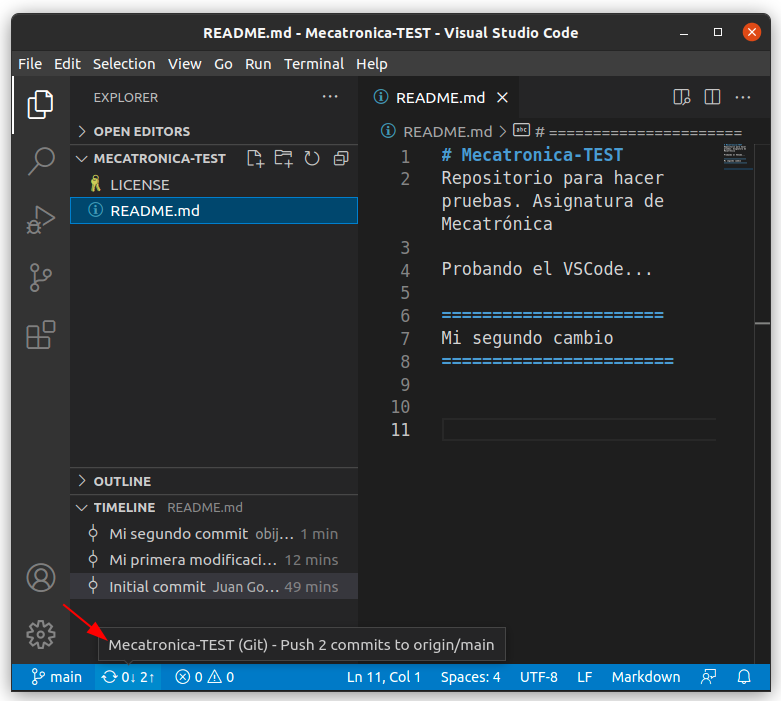 README.md - Mecatronica-TEST - Visual Studio Code
File Edit Selection View Go Run Terminal Help
EXPLORER ···
OPEN EDITORS
MECATRONICA-TEST
LICENSE
README.md
OUTLINE
TIMELINE README.md
Mi segundo commit obij... 1 min
Mi primera modificaci... 12 mins
Initial commit Juan Go... 49 mins
README.md
···
README.md > abc # ======================
1 # Mecatronica-TEST
2 Repositorio para hacer
pruebas. Asignatura de
Mecatrónica
3
4 Probando el VSCode...
5
6 ======================
7 Mi segundo cambio
8 =======================
9
10
11
Mecatronica-TEST (Git) - Push 2 commits to origin/main
main 0↓ 2↑ 0 0 Ln 11, Col 1 Spaces: 4 UTF-8 LF Markdown